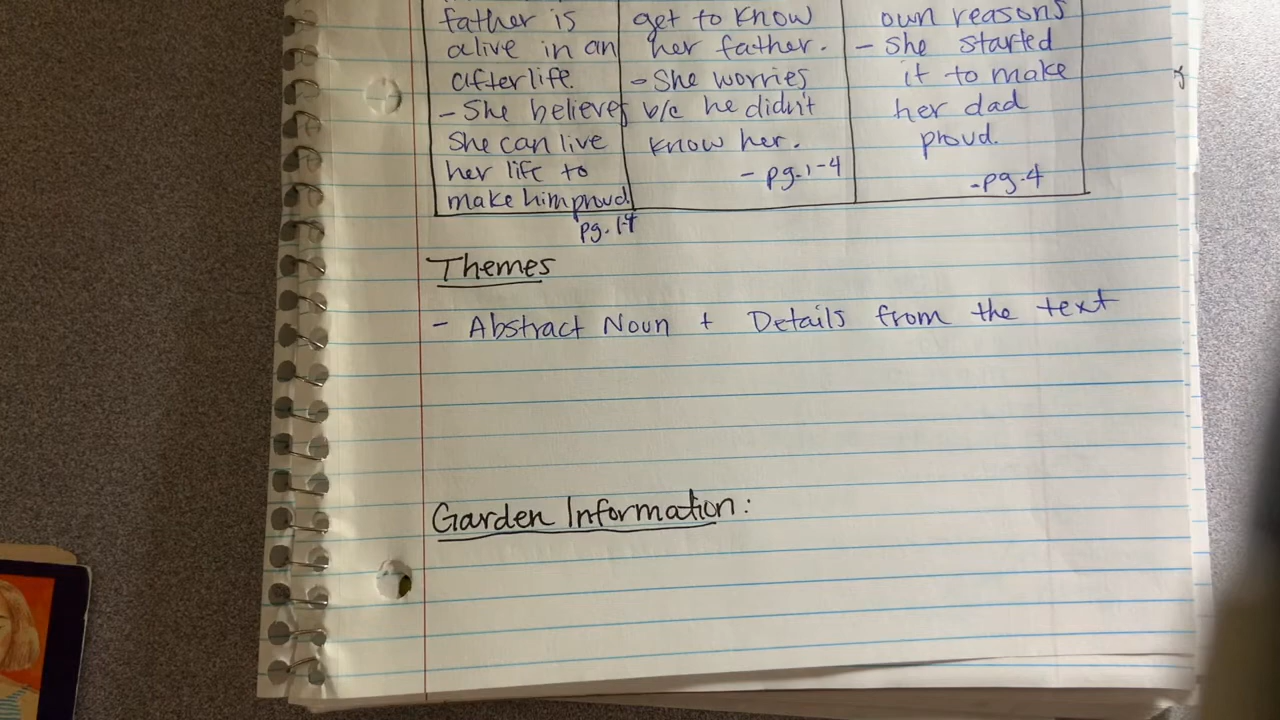 father is
alive in an
afterlife.
- She believes
she can live
her life to
make him proud.
pg. 1-4
get to know
her father.
- She worries
b/c he didn't
know her.
- pg. 1-4
own reasons
- She started
it to make
her dad
proud.
- pg. 4
Themes
- Abstract Noun + Details from the text
Garden Information: